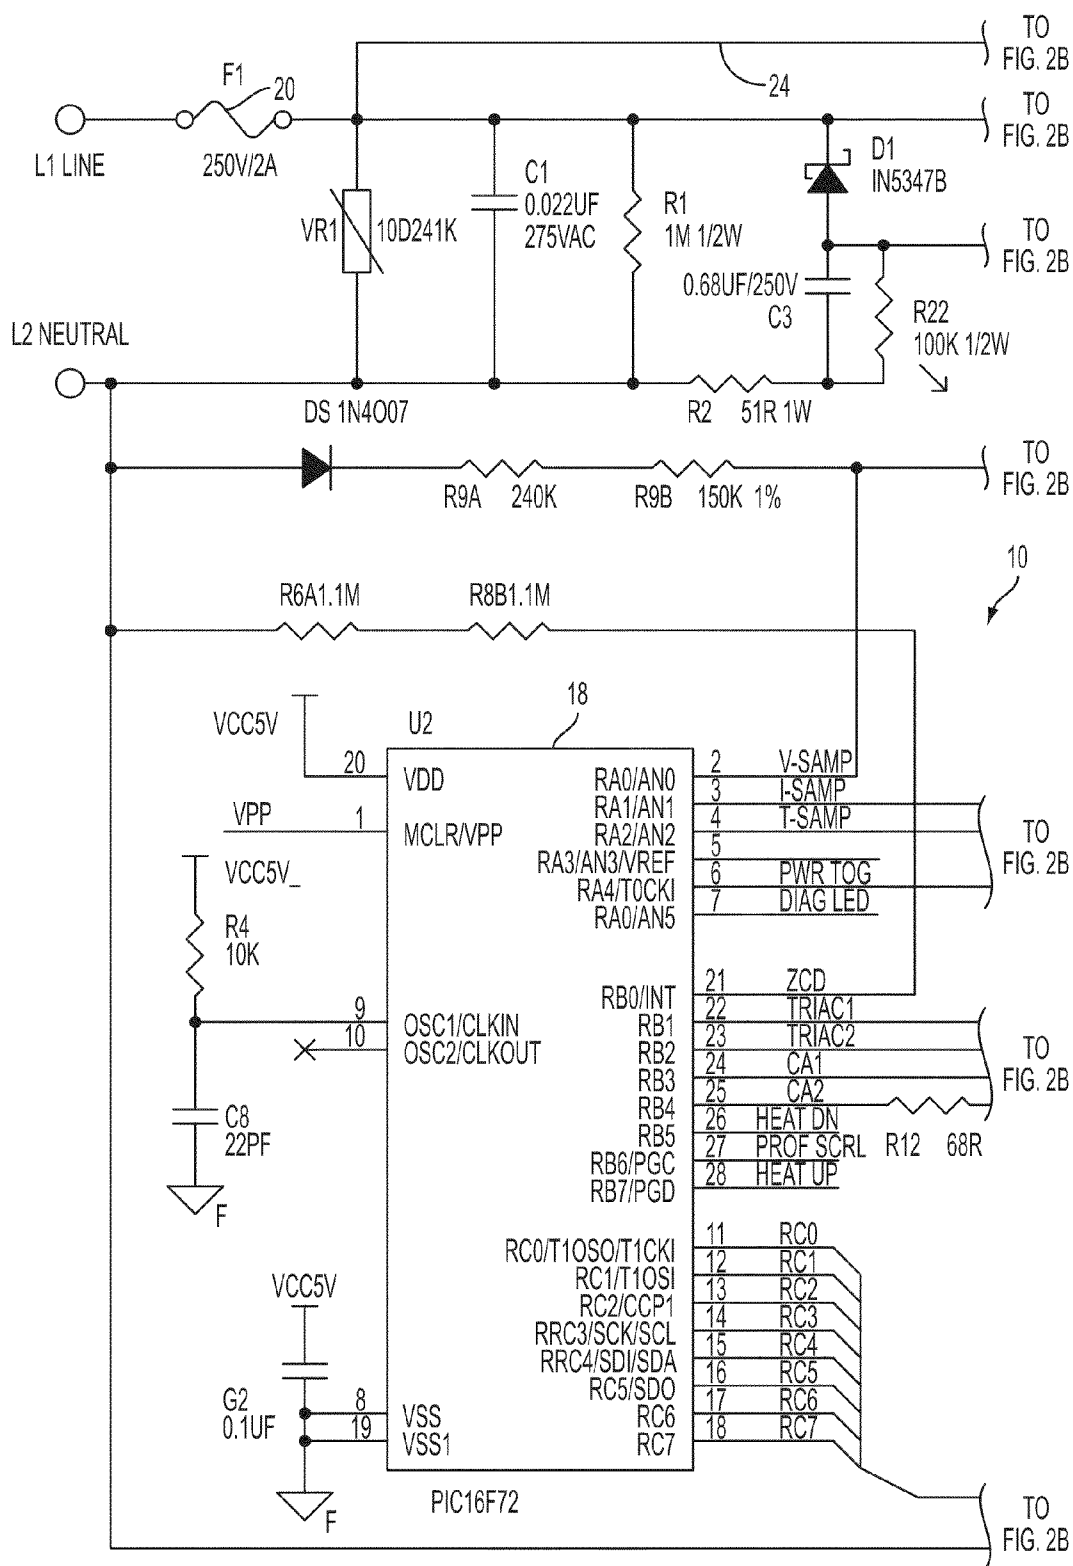 TO
FIG. 2B
24
F1
20
TO
FIG. 2B
L1 LINE
250V/2A
D1
IN5347B
C1
0.022UF
275VAC
VR1
10D241K
R1
1M 1/2W
TO
FIG. 2B
0.68UF/250V
C3
R22
100K 1/2W
L2 NEUTRAL
DS 1N4O07
R2
51R 1W
TO
FIG. 2B
R9A
240K
R9B
150K 1%
10
R6A1.1M
R8B1.1M
18
VCC5V
U2
20
VDD
RA0/AN0
2
V-SAMP
RA1/AN1
3
I-SAMP
VPP
1
MCLR/VPP
RA2/AN2
4
T-SAMP
TO
FIG. 2B
RA3/AN3/VREF
5
VCC5V_
RA4/T0CKI
6
PWR TOG
RA0/AN5
7
DIAG LED
R4
10K
RB0/INT
21
ZCD
9
OSC1/CLKIN
RB1
22
TRIAC1
10
OSC2/CLKOUT
RB2
23
TRIAC2
TO
FIG. 2B
RB3
24
CA1
RB4
25
CA2
R12
68R
C8
22PF
RB5
26
HEAT DN
RB6/PGC
27
PROF SCRL
RB7/PGD
28
HEAT UP
F
RC0/T1OSO/T1CKI
11
RC0
RC1/T1OSI
12
RC1
VCC5V
RC2/CCP1
13
RC2
RRC3/SCK/SCL
14
RC3
RRC4/SDI/SDA
15
RC4
RC5/SDO
16
RC5
G2
0.1UF
8
VSS
RC6
17
RC6
19
VSS1
RC7
18
RC7
F
PIC16F72
TO
FIG. 2B